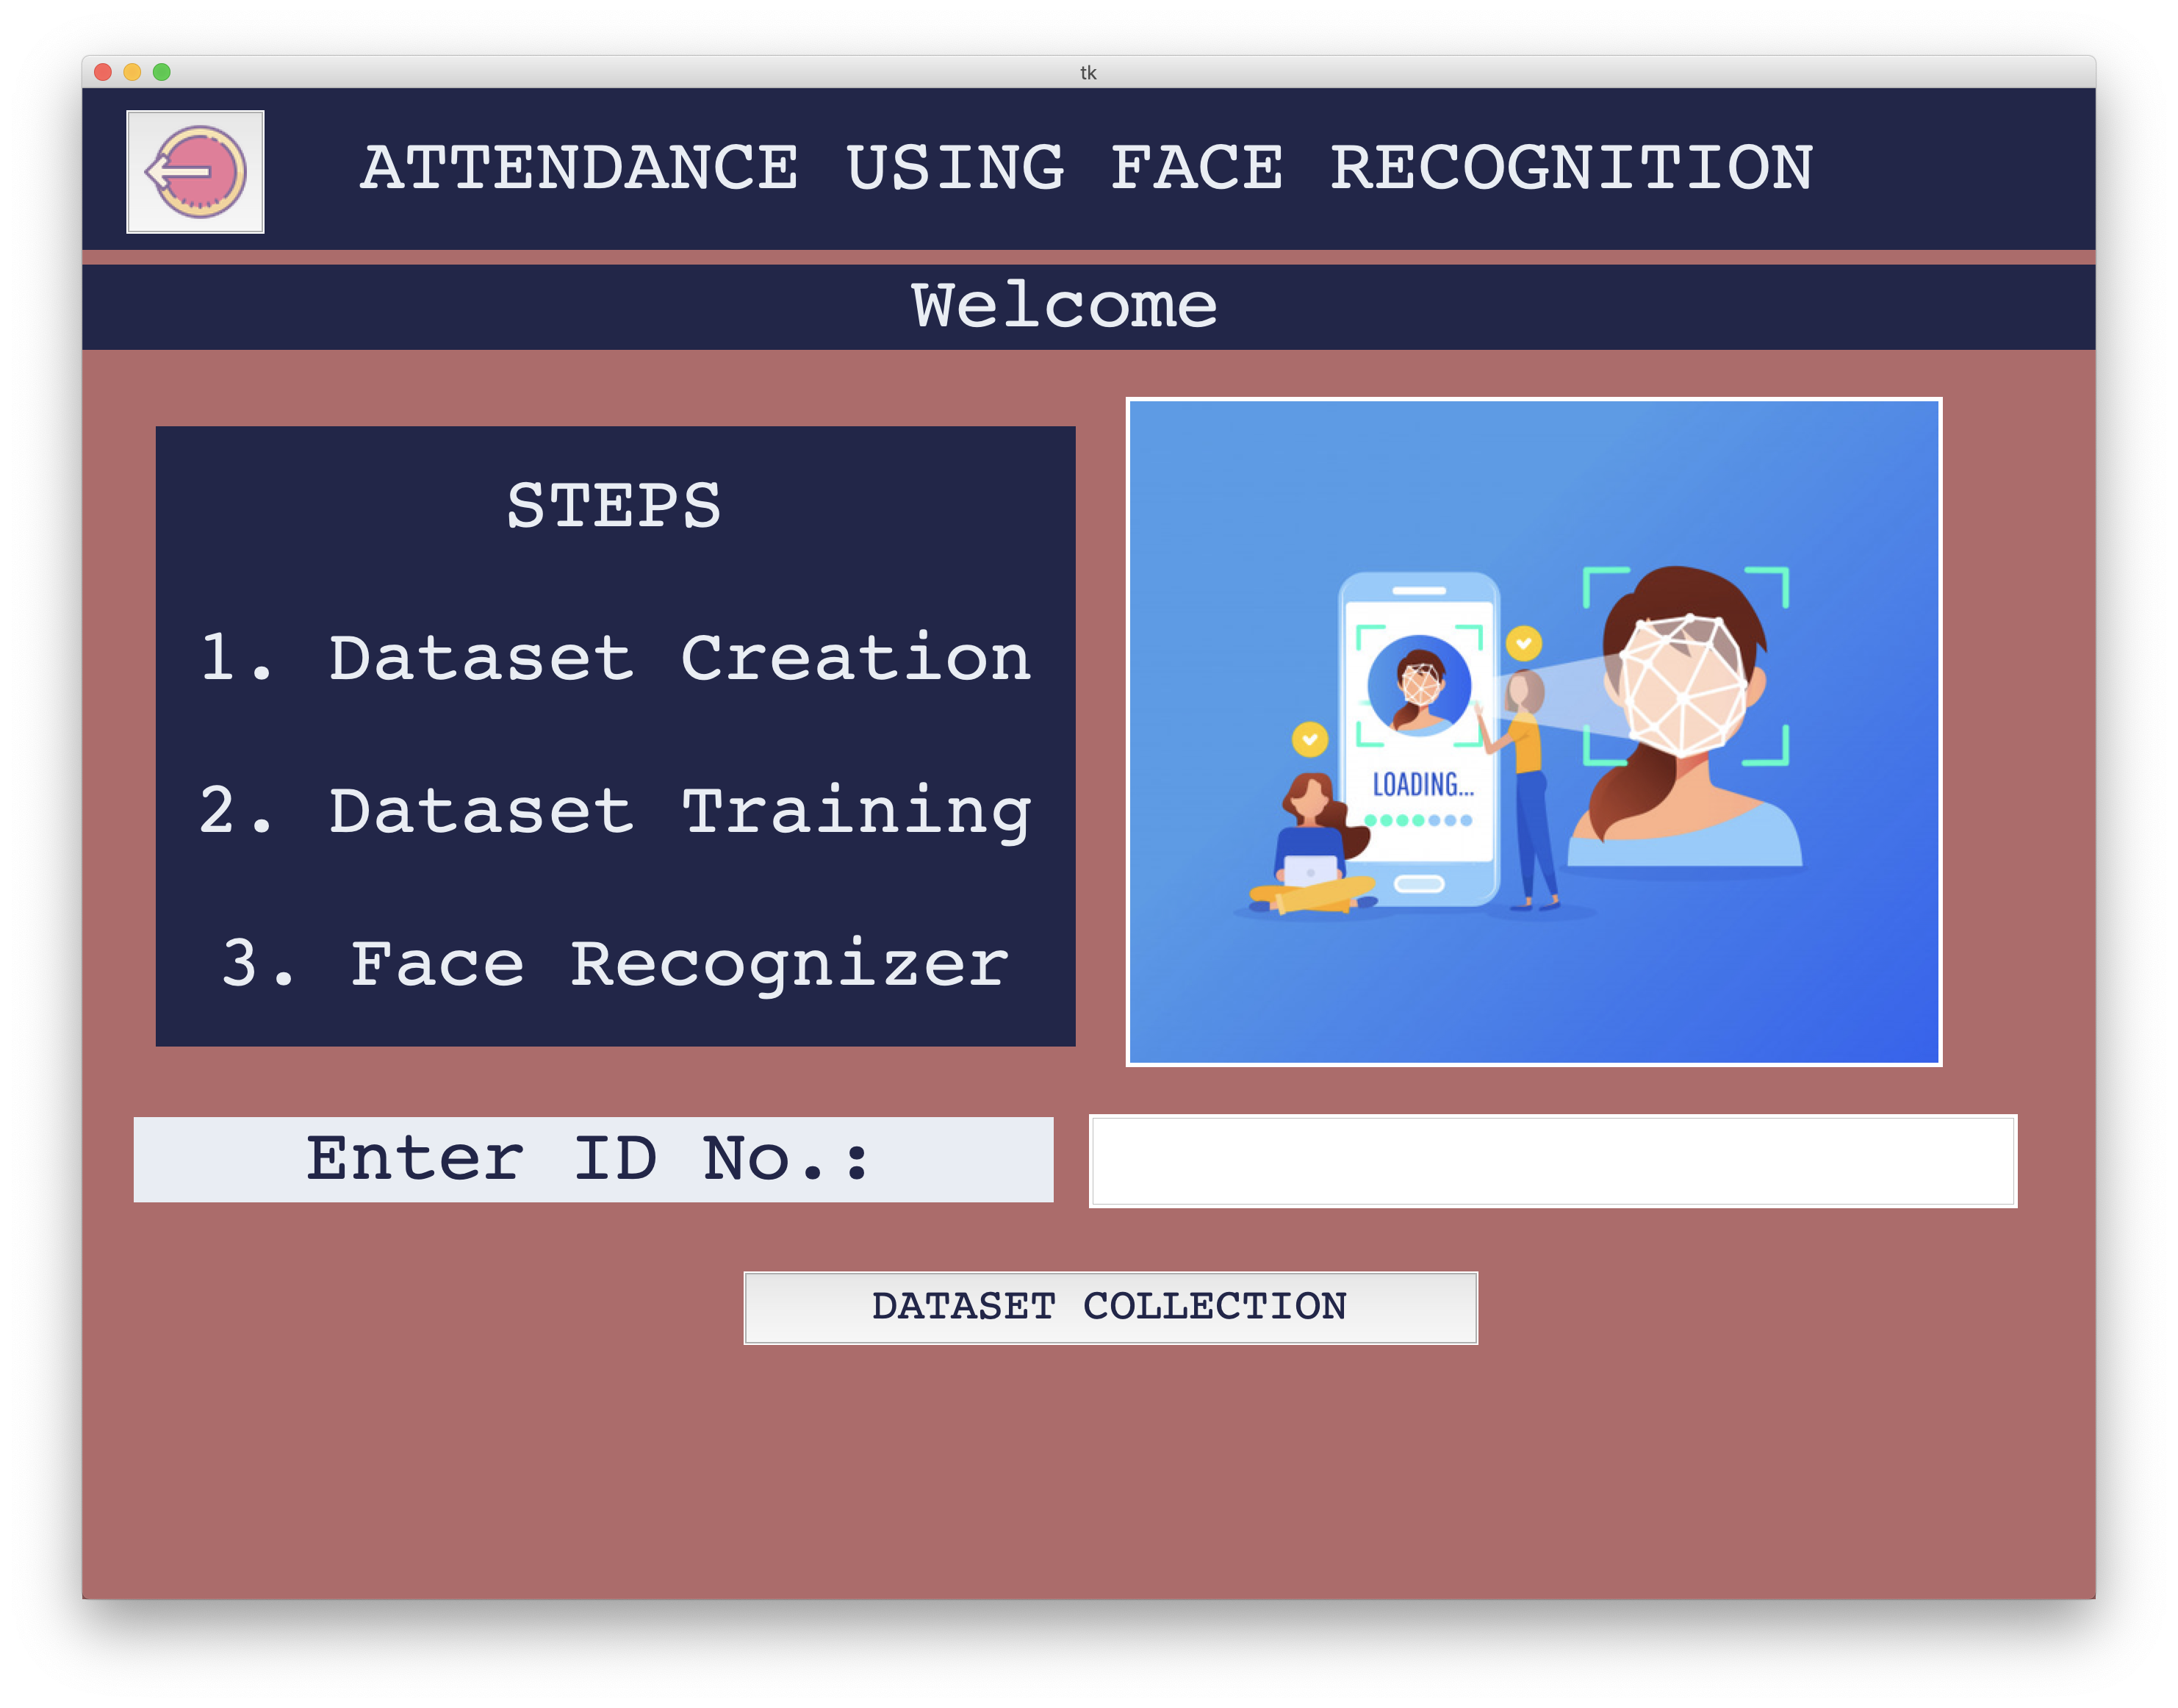 tk
ATTENDANCE USING FACE RECOGNITION
Welcome
STEPS
1. Dataset Creation
2. Dataset Training
3. Face Recognizer
LOADING...
Enter ID No.:
DATASET COLLECTION